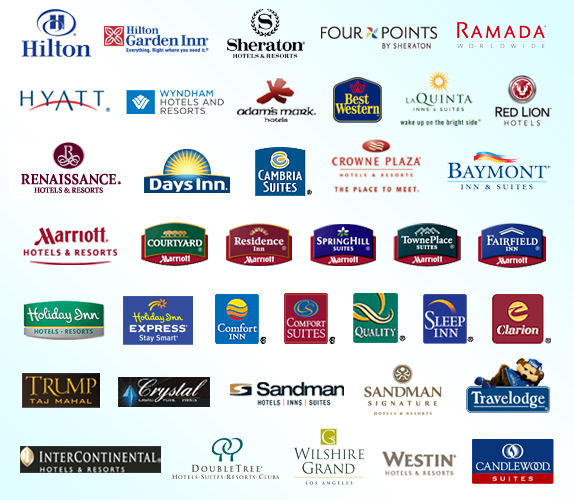 Hilton
Hilton
Garden Inn®
Everything. Right where you need it.®
S
Sheraton®
HOTELS & RESORTS
FOUR POINTS
BY SHERATON
RAMADA®
WORLDWIDE
HYATT®
WYNDHAM
HOTELS AND
RESORTS
adam's mark®
hotels
Best
Western
LAQUINTA
INNS & SUITES
wake up on the bright side®
RED LION®
HOTELS
R
RENAISSANCE®
HOTELS & RESORTS
Days Inn®
CAMBRIA
SUITES®
CROWNE PLAZA®
HOTELS & RESORTS
THE PLACE TO MEET.
BAYMONT®
INN & SUITES
Marriott®
HOTELS & RESORTS
COURTYARD®
Marriott
Residence
Inn®
Marriott
SPRINGHILL
SUITES®
Marriott
TownePlace
SUITES®
Marriott
FAIRFIELD
INN®
Marriott
Holiday Inn®
HOTELS · RESORTS
Holiday Inn
EXPRESS®
Stay Smart®
Comfort
INN
COMFORT
SUITES
QUALITY®
SLEEP
INN®
Clarion®
TRUMP
TAJ MAHAL
Crystal
Sandman
HOTELS | INNS | SUITES
SANDMAN
SIGNATURE
HOTELS & RESORTS
Travelodge®
INTERCONTINENTAL®
HOTELS & RESORTS
DOUBLETREE®
HOTELS·SUITES·RESORTS·CLUBS
WILSHIRE
GRAND
LOS ANGELES
WESTIN®
HOTELS & RESORTS
CANDLEWOOD®
SUITES